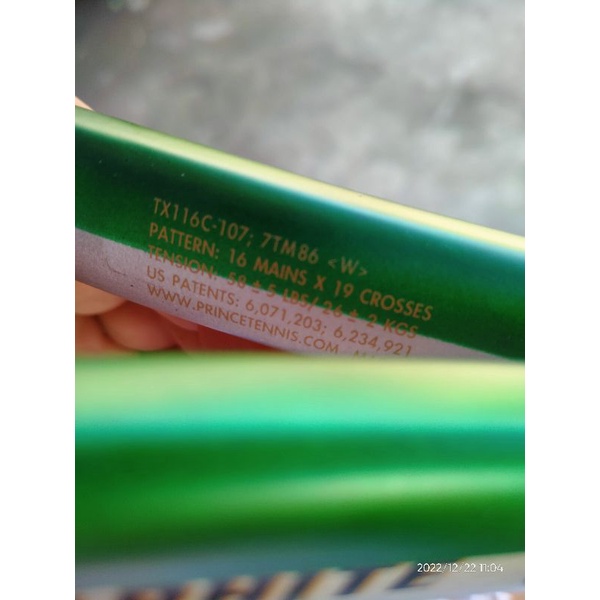 TX116C-107; 7TM86 <W>
PATTERN: 16 MAINS X 19 CROSSES
TENSION: 58 ± 5 LBS/ 26 ± 2 KGS
US PATENTS: 6,071,203; 6,234,921
WWW.PRINCETENNIS.COM
2022/12/22 11:04